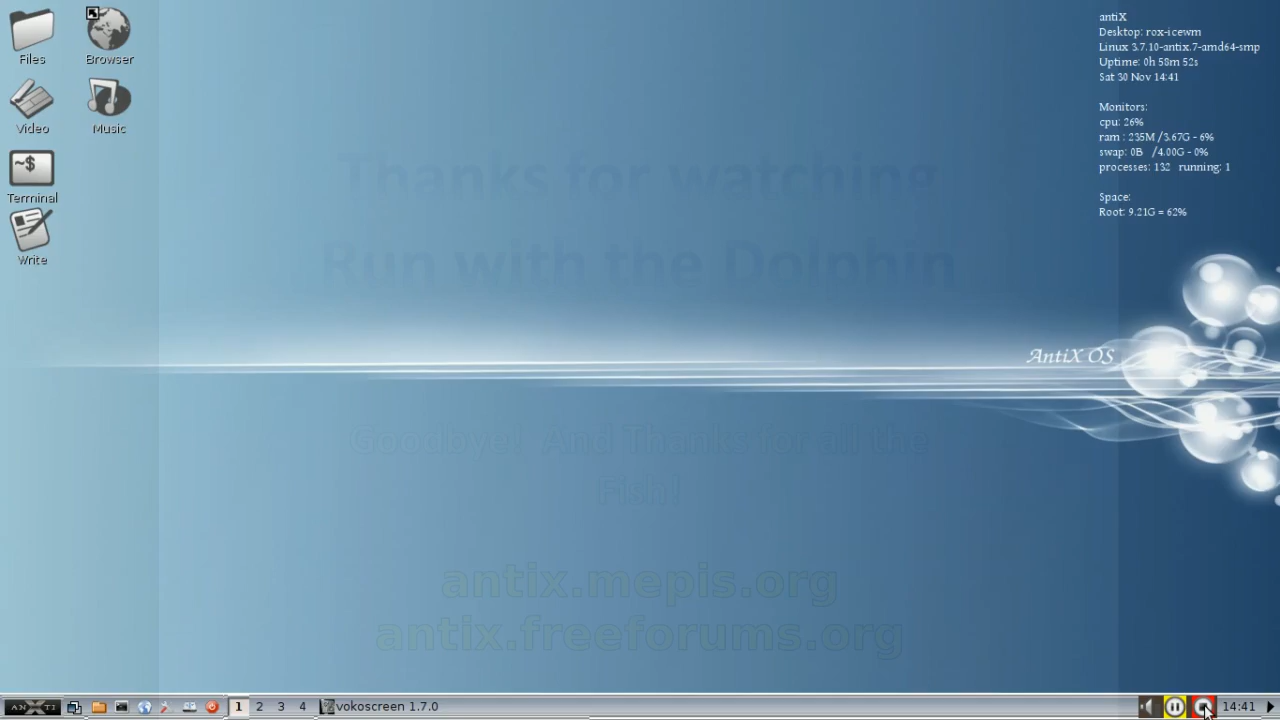 Files
Browser
Video
Music
~$
Terminal
Write
antiX
Desktop: rox-icewm
Linux 3.7.10-antix.7-amd64-smp
Uptime: 0h 58m 52s
Sat 30 Nov 14:41
Monitors:
cpu: 26%
ram : 235M /3.67G - 6%
swap: 0B /4.00G - 0%
processes: 132 running: 1
Space:
Root: 9.21G = 62%
Thanks for Watching
Run with the Dolphin
AntiX OS
Goodbye! And Thanks for all the
Fish!
antix.mepis.org
antix.freeforums.org
ANTI
1 2 3 4 vokoscreen 1.7.0
14:41